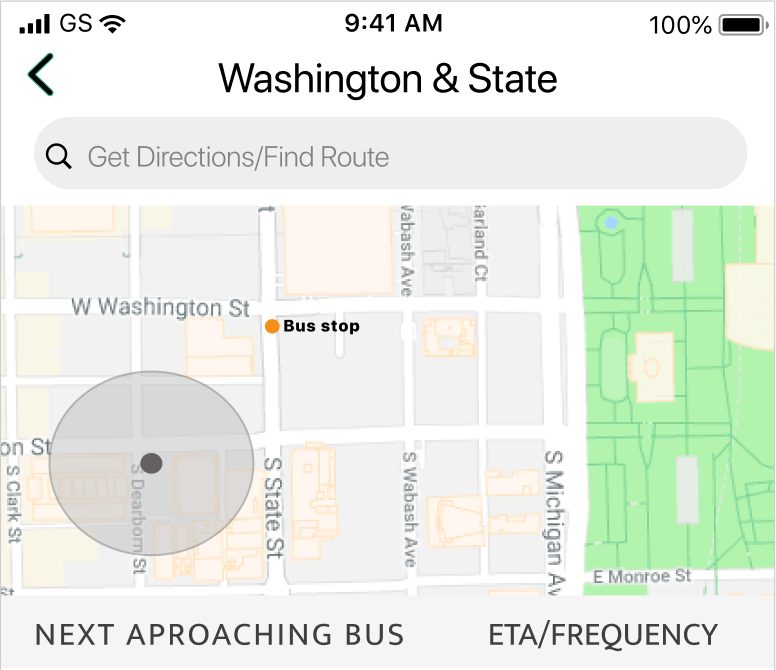 GS 9:41 AM 100%
Washington & State
Get Directions/Find Route
Wabash Ave
Garland Ct
W Washington St
Bus stop
on St
S Clark St
S Dearborn St
S State St
S Wabash Ave
S Michigan Av
E Monroe St
NEXT APROACHING BUS ETA/FREQUENCY